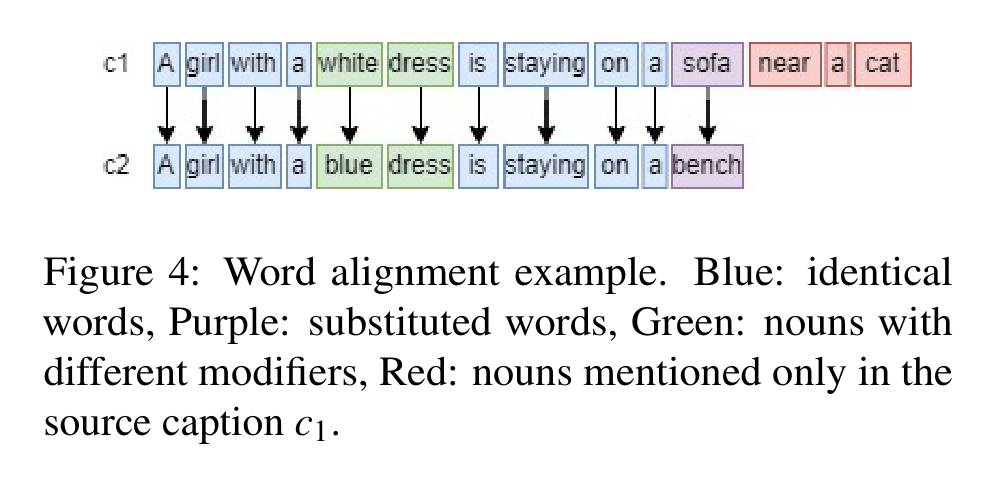 c1 A girl with a white dress is staying on a sofa near a cat
c2 A girl with a blue dress is staying on a bench
Figure 4: Word alignment example. Blue: identical
words, Purple: substituted words, Green: nouns with
different modifiers, Red: nouns mentioned only in the
source caption c₁.